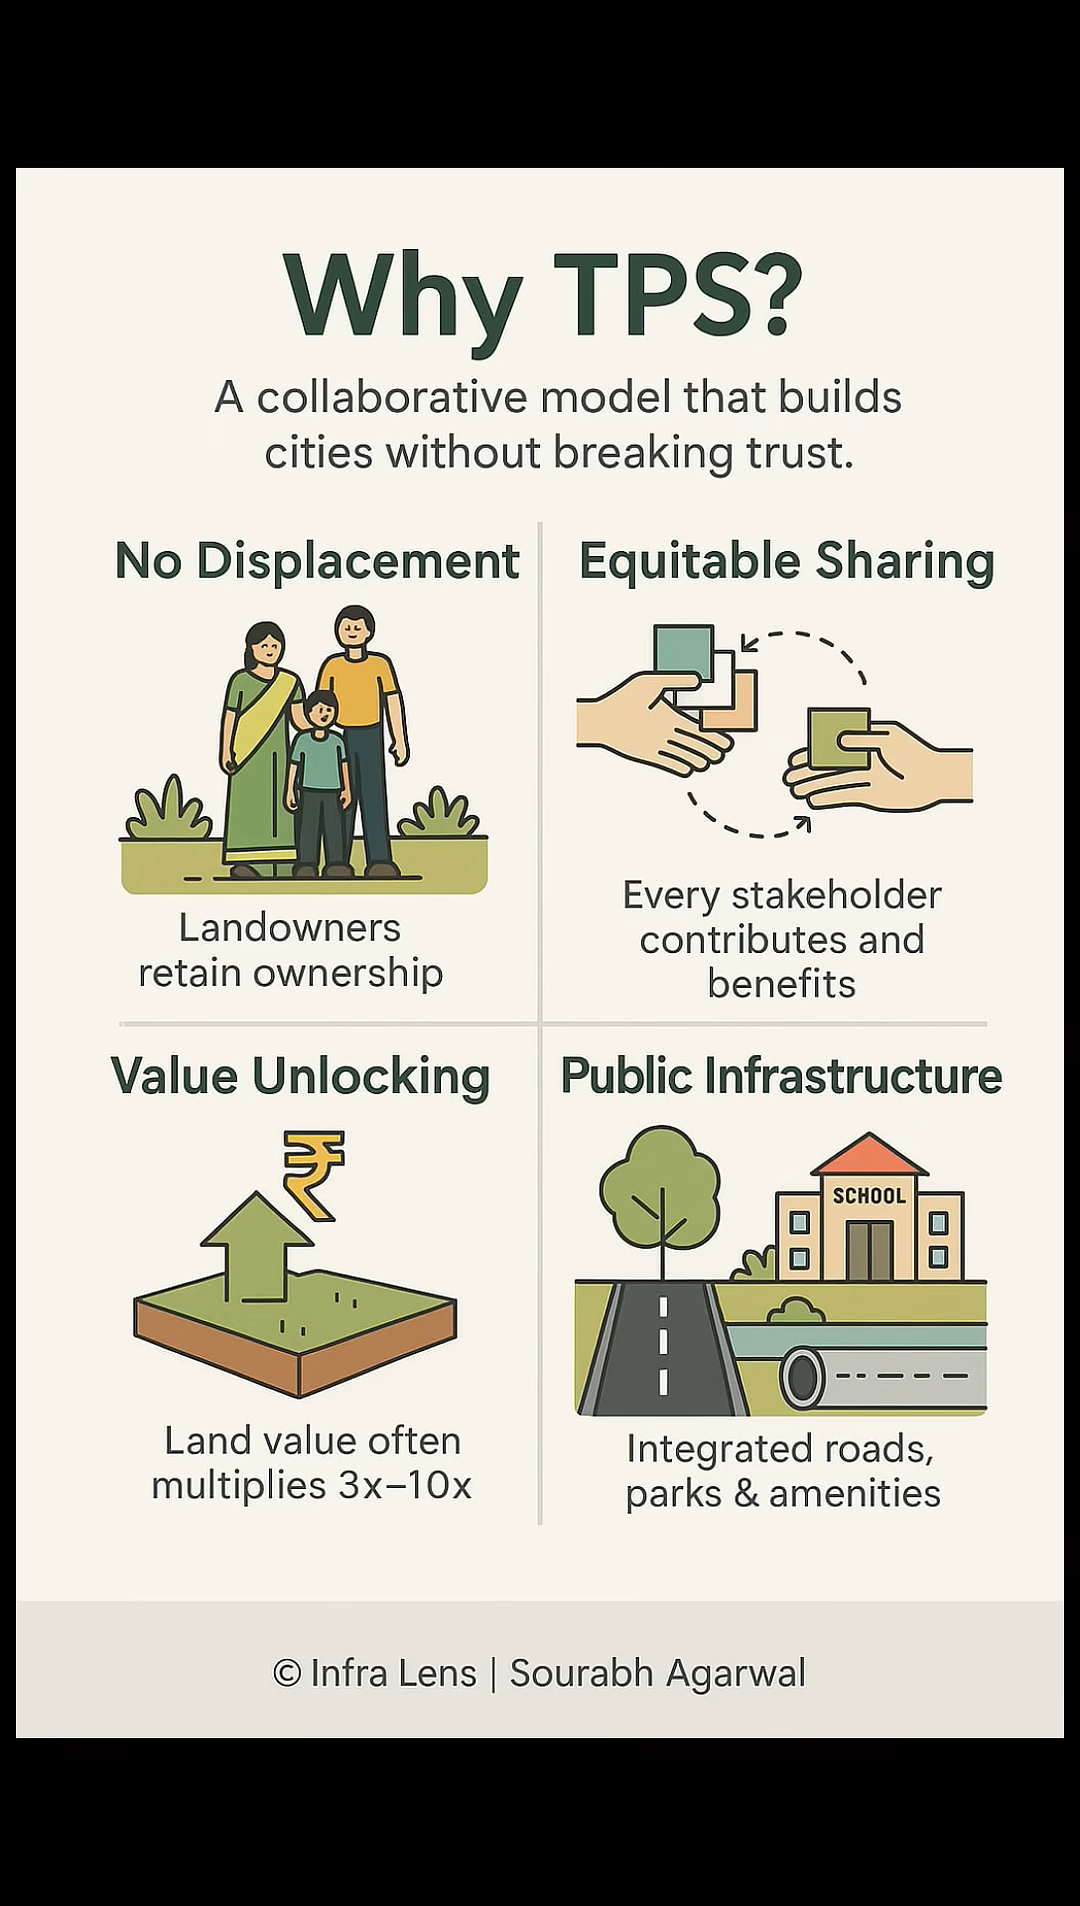 Why TPS?
A collaborative model that builds
cities without breaking trust.
No Displacement
Landowners
retain ownership
Equitable Sharing
Every stakeholder
contributes and
benefits
Value Unlocking
₹
Land value often
multiplies 3x–10x
Public Infrastructure
SCHOOL
Integrated roads,
parks & amenities
© Infra Lens | Sourabh Agarwal